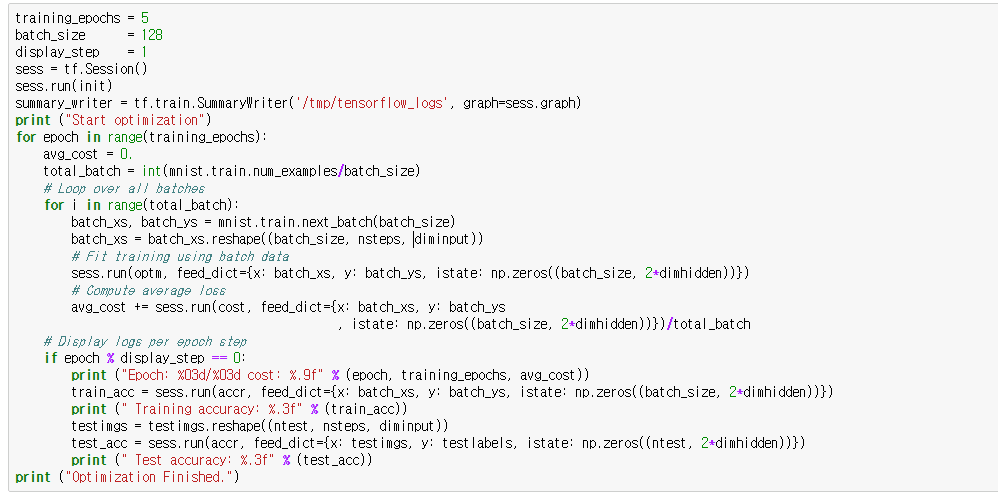 training_epochs = 5
batch_size      = 128
display_step    = 1
sess = tf.Session()
sess.run(init)
summary_writer = tf.train.SummaryWriter('/tmp/tensorflow_logs', graph=sess.graph)
print ("Start optimization")
for epoch in range(training_epochs):
    avg_cost = 0.
    total_batch = int(mnist.train.num_examples/batch_size)
    # Loop over all batches
    for i in range(total_batch):
        batch_xs, batch_ys = mnist.train.next_batch(batch_size)
        batch_xs = batch_xs.reshape((batch_size, nsteps, diminput))
        # Fit training using batch data
        sess.run(optm, feed_dict={x: batch_xs, y: batch_ys, istate: np.zeros((batch_size, 2*dimhidden))})
        # Compute average loss
        avg_cost += sess.run(cost, feed_dict={x: batch_xs, y: batch_ys
                                              , istate: np.zeros((batch_size, 2*dimhidden))})/total_batch
    # Display logs per epoch step
    if epoch % display_step == 0:
        print ("Epoch: %03d/%03d cost: %.9f" % (epoch, training_epochs, avg_cost))
        train_acc = sess.run(accr, feed_dict={x: batch_xs, y: batch_ys, istate: np.zeros((batch_size, 2*dimhidden))})
        print (" Training accuracy: %.3f" % (train_acc))
        testimgs = testimgs.reshape((ntest, nsteps, diminput))
        test_acc = sess.run(accr, feed_dict={x: testimgs, y: testlabels, istate: np.zeros((ntest, 2*dimhidden))})
        print (" Test accuracy: %.3f" % (test_acc))
print ("Optimization Finished.")